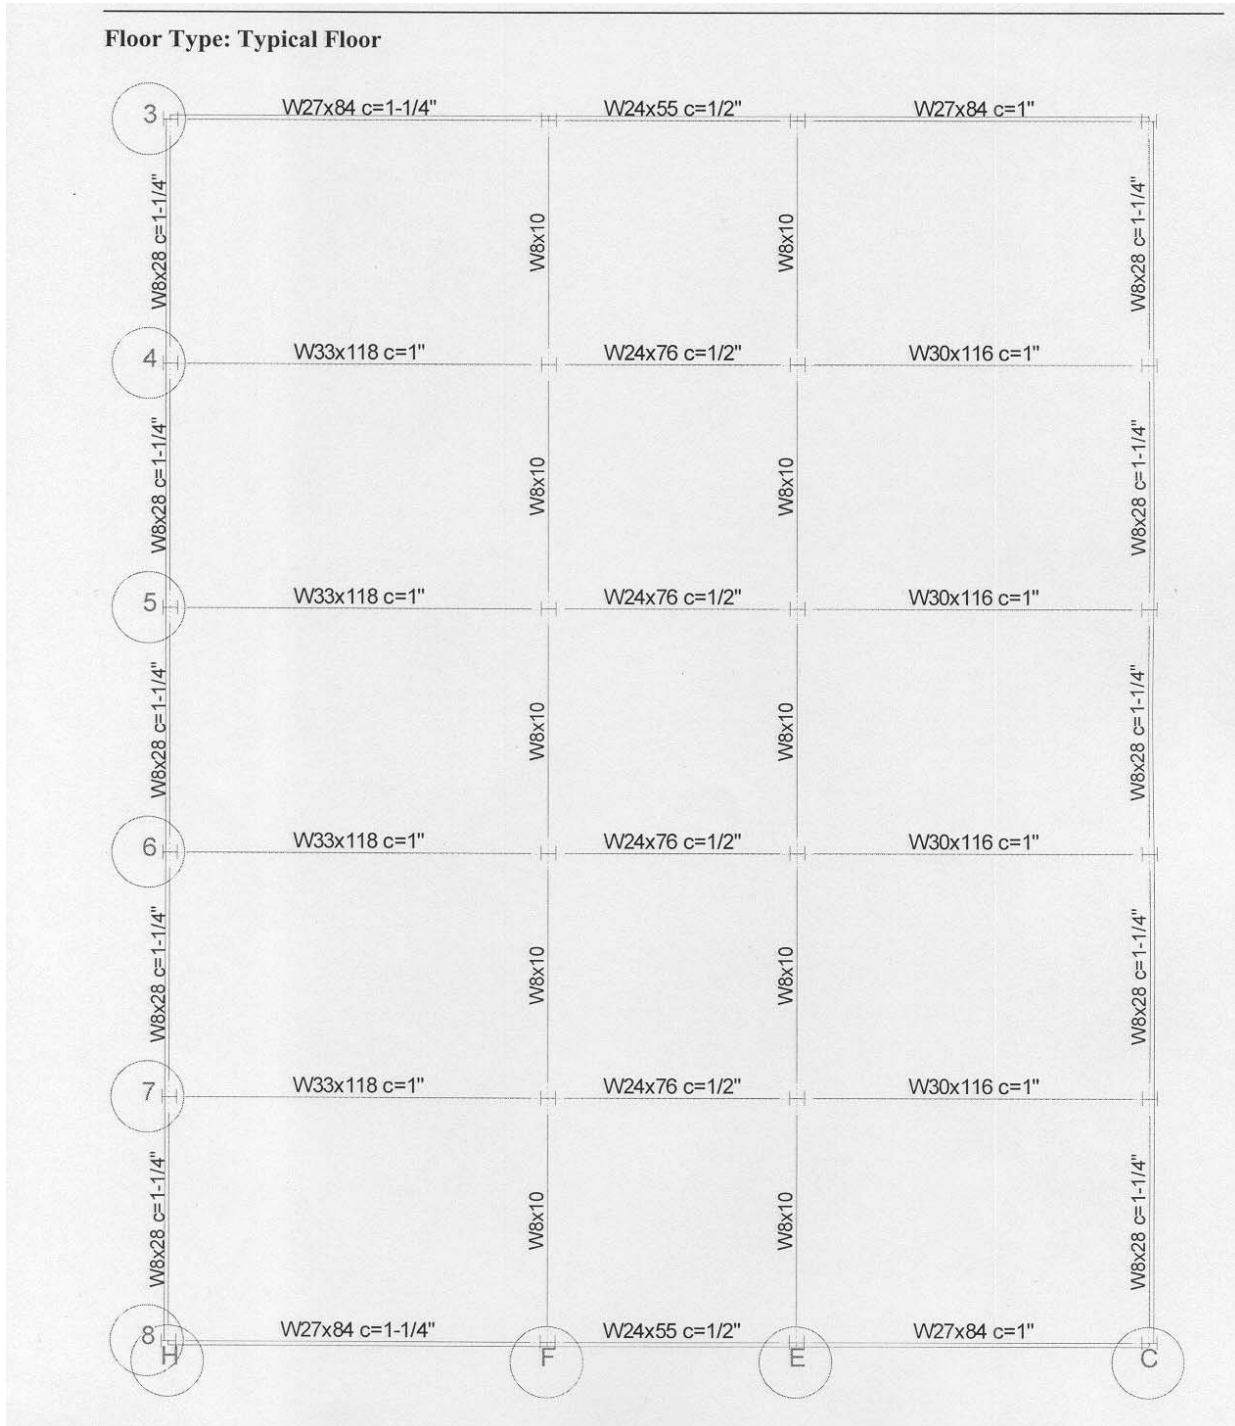 Floor Type: Typical Floor
3
W27x84 c=1-1/4"
W24x55 c=1/2"
W27x84 c=1"
W8x28 c=1-1/4"
W8x10
W8x10
W8x28 c=1-1/4"
4
W33x118 c=1"
W24x76 c=1/2"
W30x116 c=1"
W8x28 c=1-1/4"
W8x10
W8x10
W8x28 c=1-1/4"
5
W33x118 c=1"
W24x76 c=1/2"
W30x116 c=1"
W8x28 c=1-1/4"
W8x10
W8x10
W8x28 c=1-1/4"
6
W33x118 c=1"
W24x76 c=1/2"
W30x116 c=1"
W8x28 c=1-1/4"
W8x10
W8x10
W8x28 c=1-1/4"
7
W33x118 c=1"
W24x76 c=1/2"
W30x116 c=1"
W8x28 c=1-1/4"
W8x10
W8x10
W8x28 c=1-1/4"
8
W27x84 c=1-1/4"
W24x55 c=1/2"
W27x84 c=1"
H
F
E
C